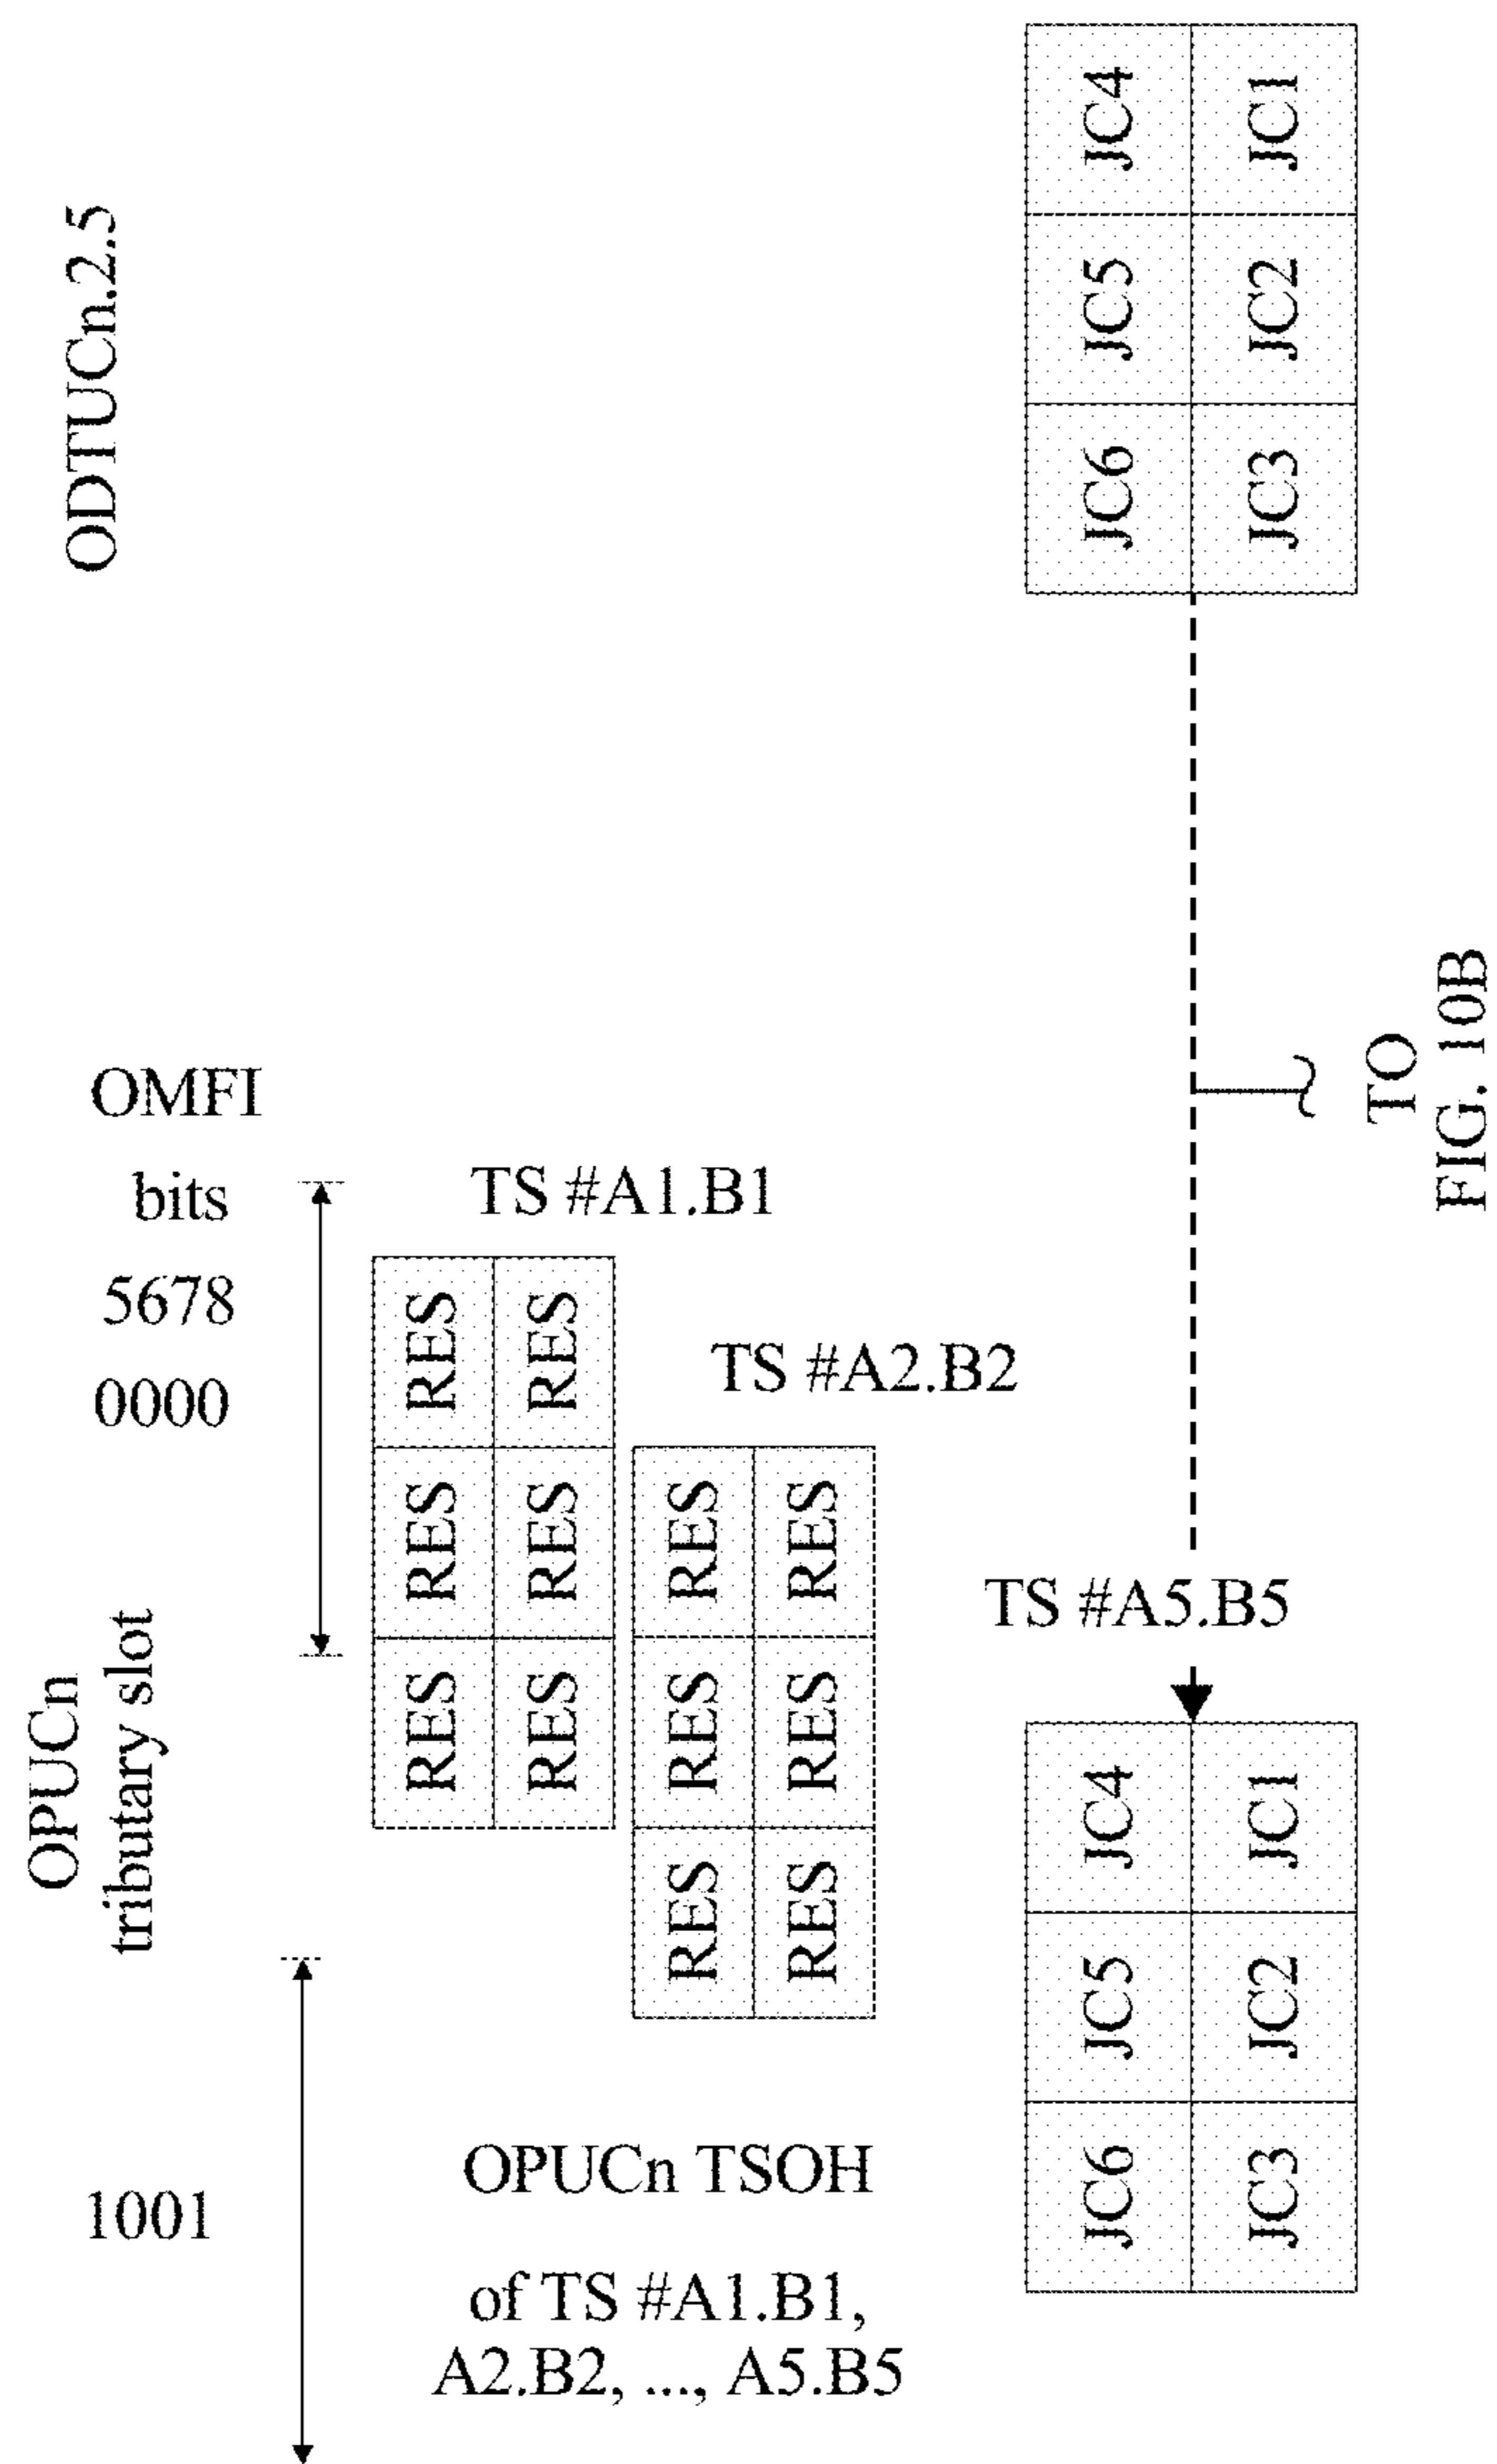 ODTUCn.2.5
JC4 JC1
JC5 JC2
JC6 JC3
OMFI
bits
5678
0000
TS #A1.B1
RES RES
RES RES
RES RES
TS #A2.B2
RES RES
RES RES
RES RES
OPUCn
tributary slot
TS #A5.B5
JC4 JC1
JC5 JC2
JC6 JC3
1001
OPUCn TSOH
of TS #A1.B1,
A2.B2, ..., A5.B5
TO
FIG. 10B